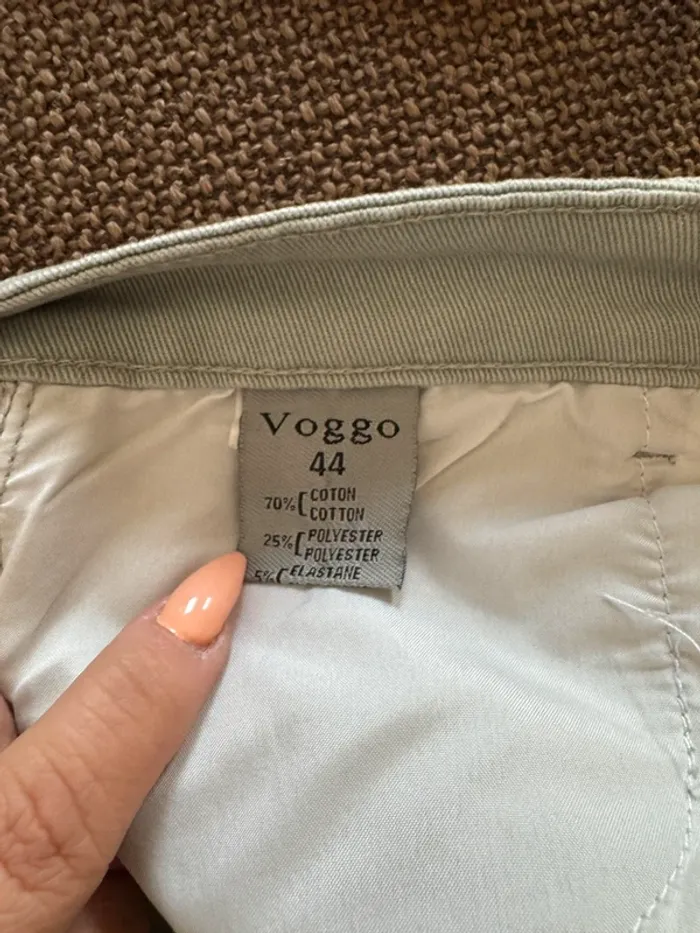 Voggo
44
70% [ COTON
COTTON
25% [ POLYESTER
POLYESTER
5% [ ELASTANE